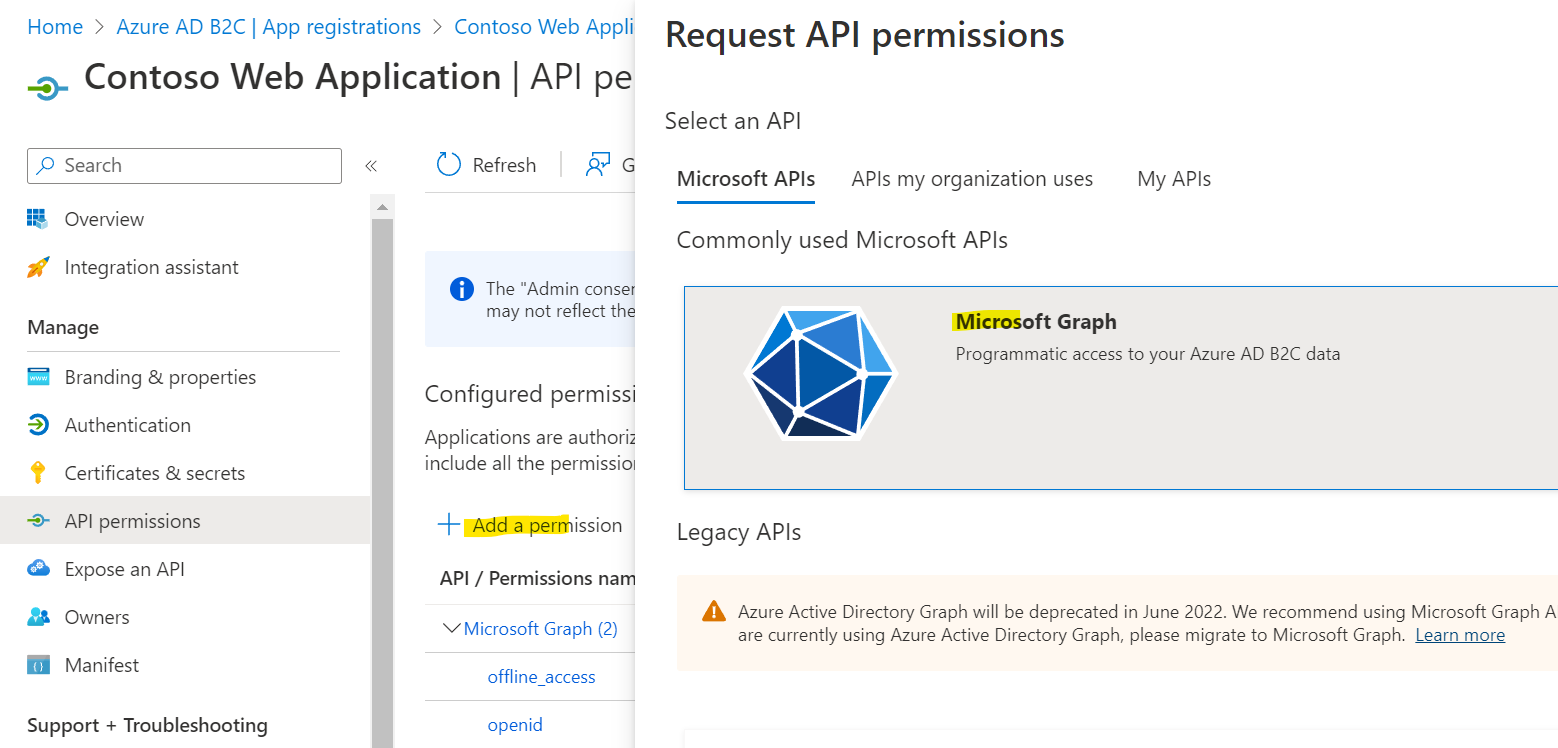 Home > Azure AD B2C | App registrations > Contoso Web Appli
Contoso Web Application | API pe
Search
«
Overview
Integration assistant
Manage
Branding & properties
Authentication
Certificates & secrets
API permissions
Expose an API
Owners
Manifest
Support + Troubleshooting
Refresh
G
The "Admin conser
may not reflect the
Configured permissi
Applications are authoriz
include all the permission
+ Add a permission
API / Permissions nam
Microsoft Graph (2)
offline_access
openid
Request API permissions
Select an API
Microsoft APIs APIs my organization uses My APIs
Commonly used Microsoft APIs
Microsoft Graph
Programmatic access to your Azure AD B2C data
Legacy APIs
Azure Active Directory Graph will be deprecated in June 2022. We recommend using Microsoft Graph A
are currently using Azure Active Directory Graph, please migrate to Microsoft Graph. Learn more